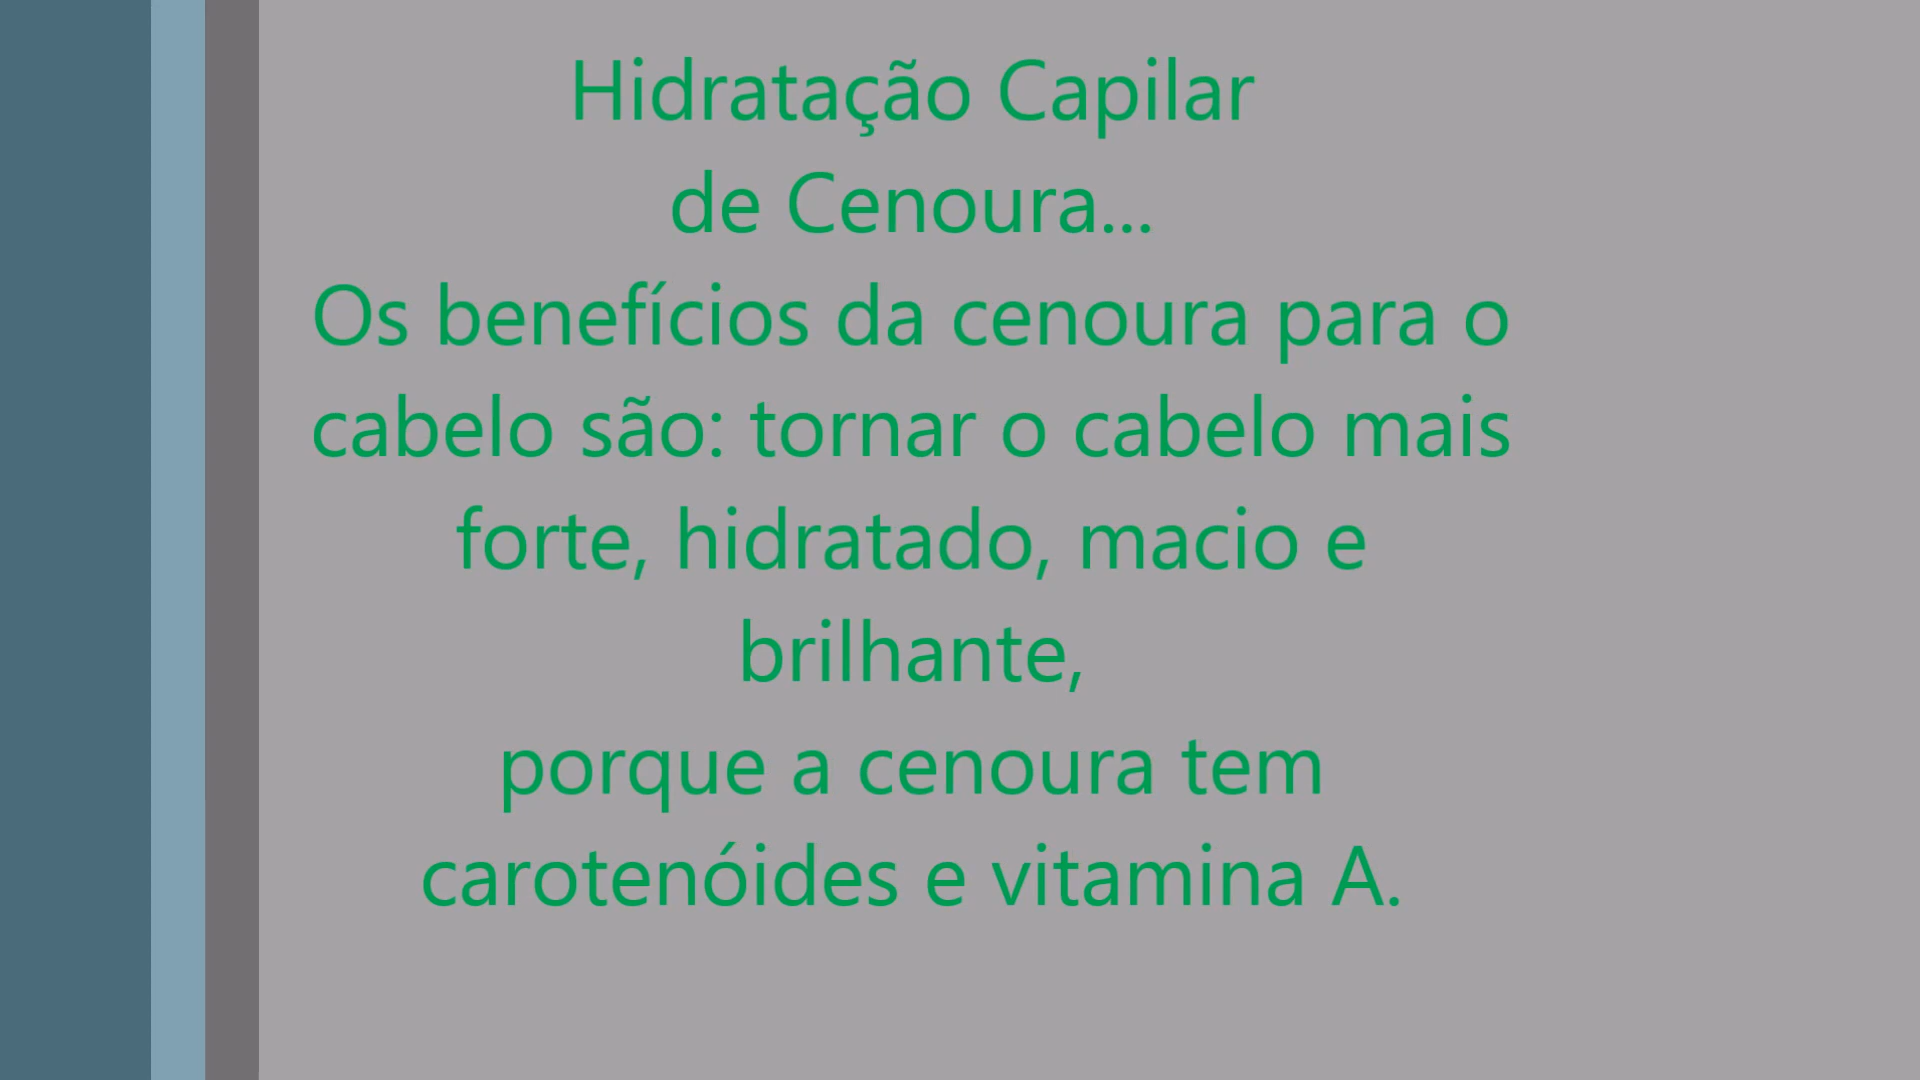 Hidratação Capilar
de Cenoura...
Os benefícios da cenoura para o
cabelo são: tornar o cabelo mais
forte, hidratado, macio e
brilhante,
porque a cenoura tem
carotenóides e vitamina A.